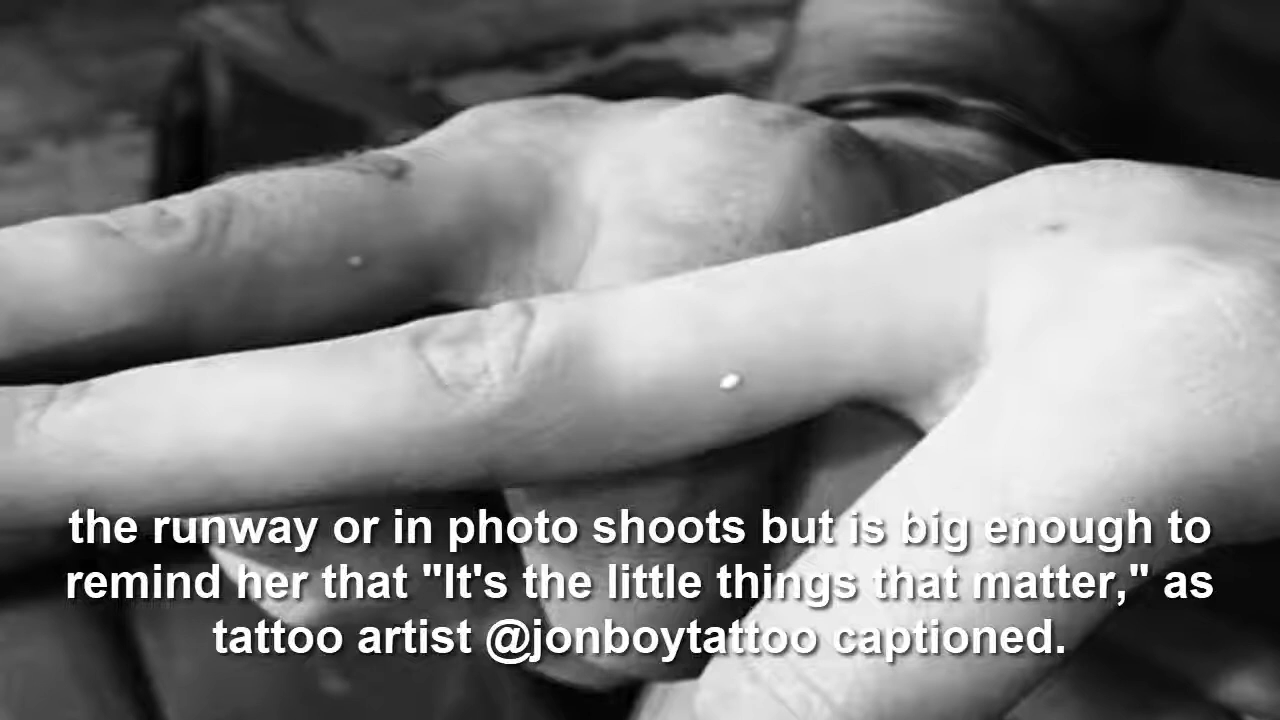 the runway or in photo shoots but is big enough to
remind her that "It's the little things that matter," as
tattoo artist @jonboytattoo captioned.